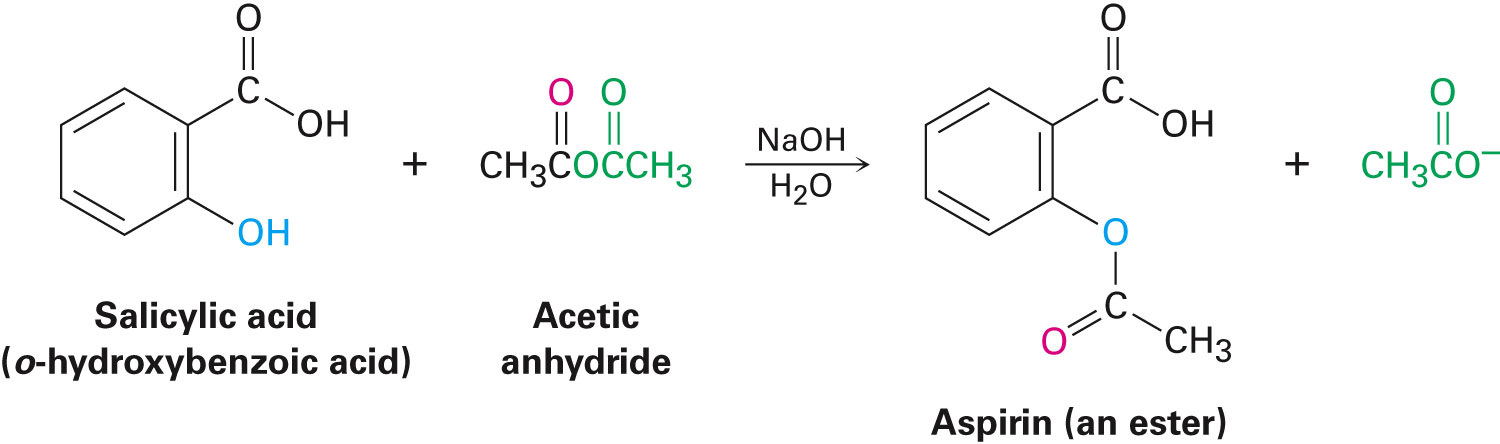 O
C
OH
OH
+
O O
CH₃COCCH₃
NaOH
H₂O
O
C
OH
O
C
O
CH₃
+
O
CH₃CO⁻
Salicylic acid
(o-hydroxybenzoic acid)
Acetic
anhydride
Aspirin (an ester)